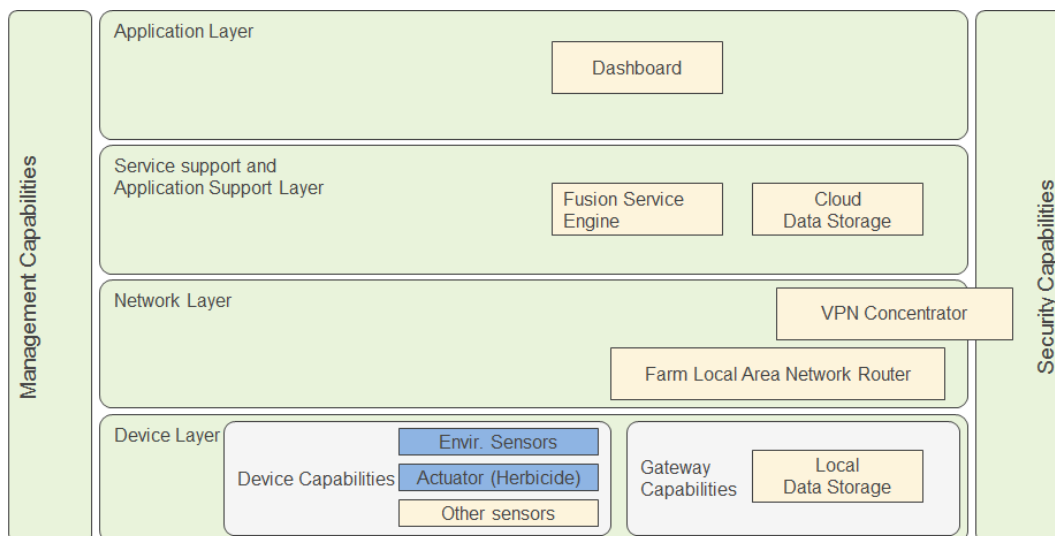 Management Capabilities
Application Layer
Dashboard
Service support and
Application Support Layer
Fusion Service
Engine
Cloud
Data Storage
Network Layer
VPN Concentrator
Farm Local Area Network Router
Device Layer
Device Capabilities
Envir. Sensors
Actuator (Herbicide)
Other sensors
Gateway
Capabilities
Local
Data Storage
Security Capabilities